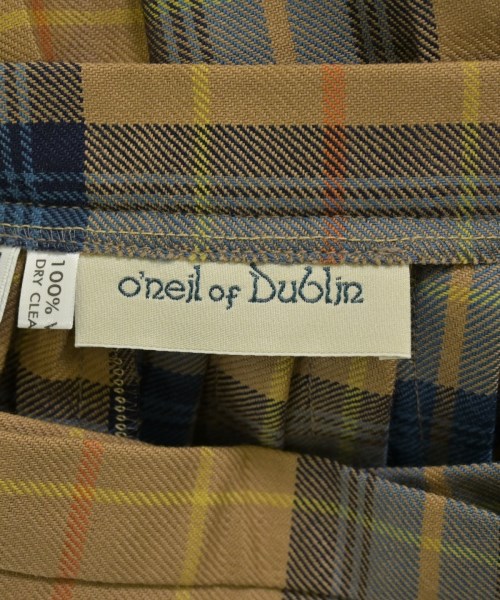 o'neil of Dublin
100%
DRY CLEA